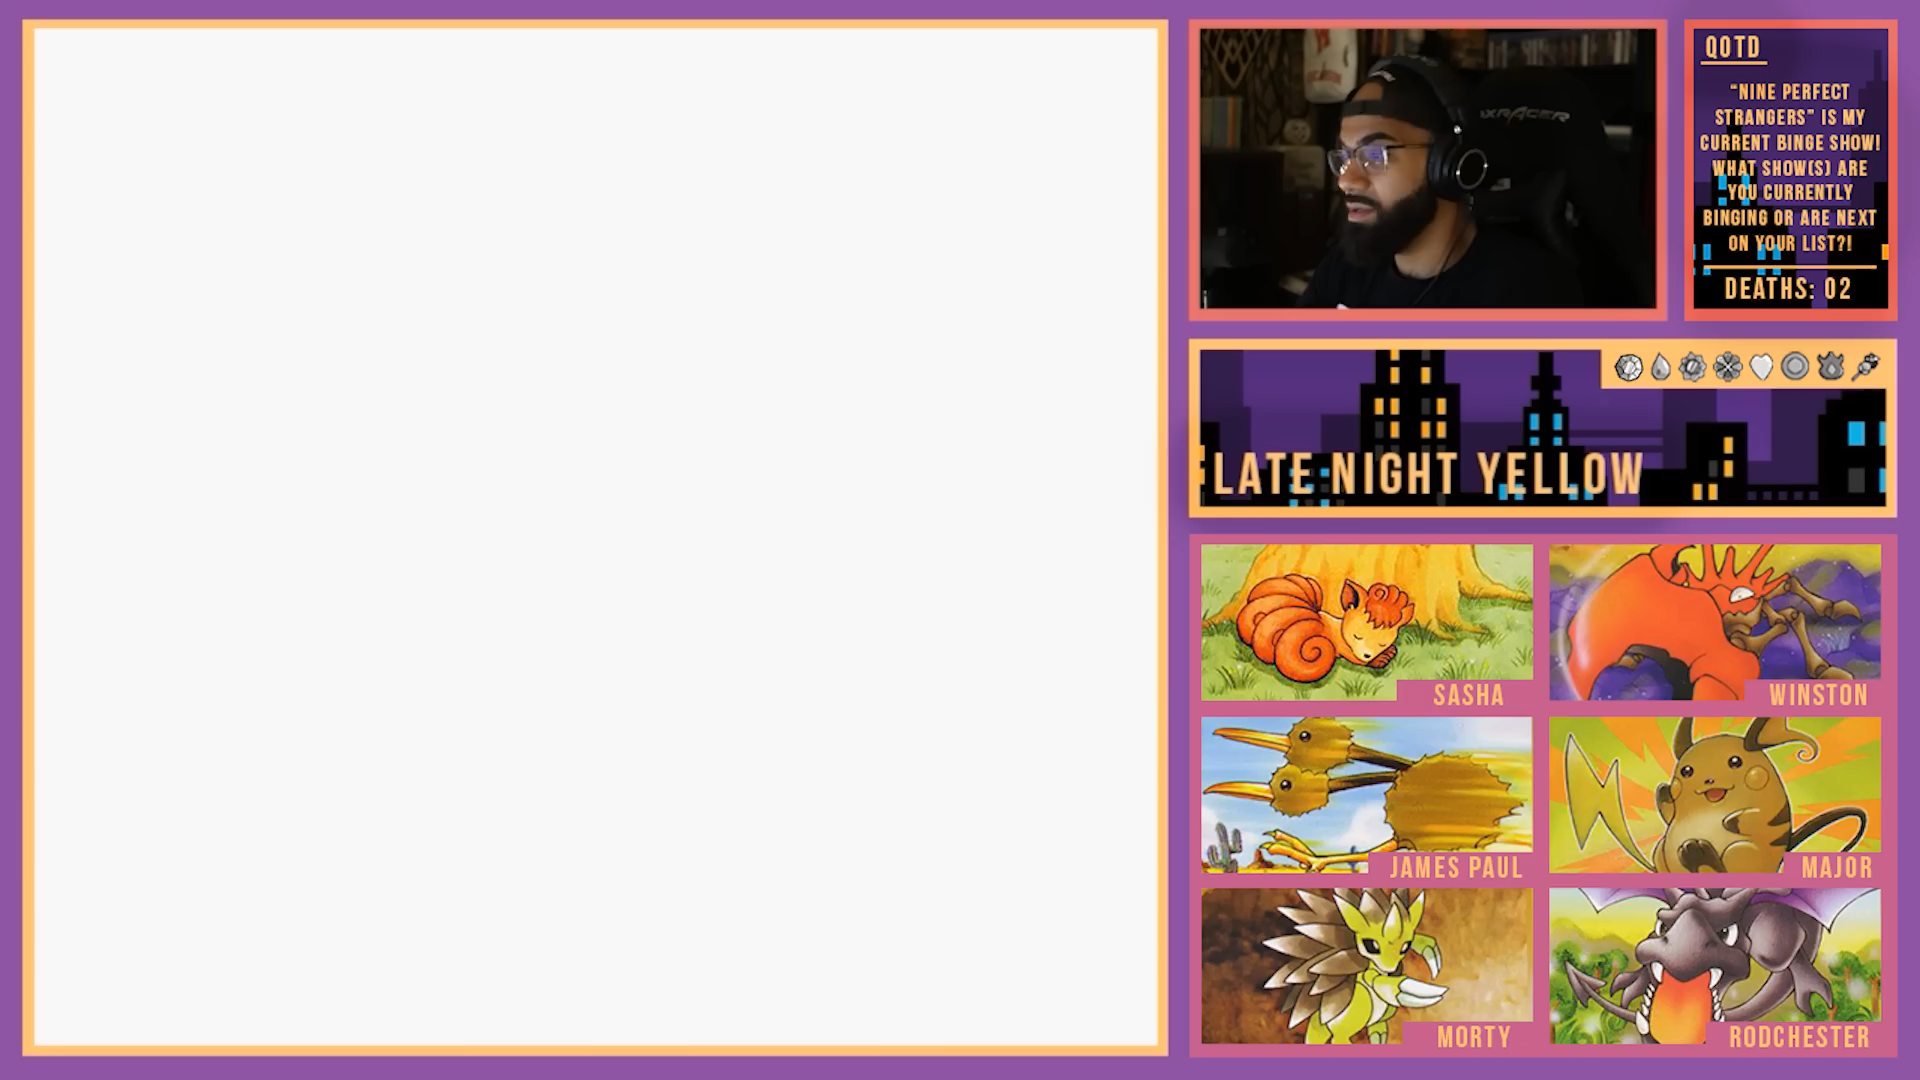 QOTD
“NINE PERFECT
STRANGERS” IS MY
CURRENT BINGE SHOW!
WHAT SHOW(S) ARE
YOU CURRENTLY
BINGING OR ARE NEXT
ON YOUR LIST?!
DEATHS: 02
LATE NIGHT YELLOW
SASHA
WINSTON
JAMES PAUL
MAJOR
MORTY
RODCHESTER